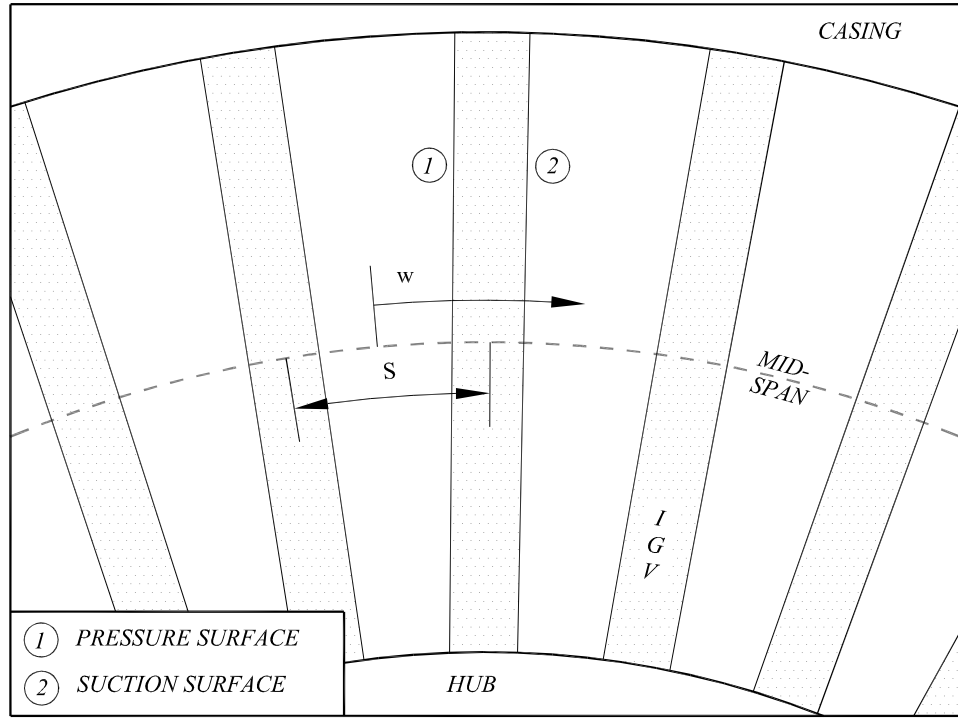 CASING
1
2
w
S
MID-
SPAN
I
G
V
1 PRESSURE SURFACE
2 SUCTION SURFACE
HUB